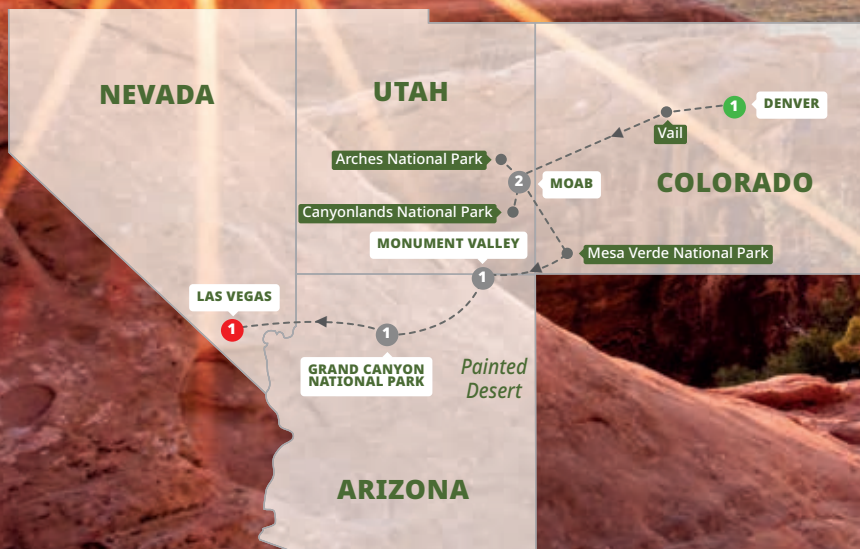 NEVADA
UTAH
1
DENVER
Vail
Arches National Park
2
MOAB
COLORADO
Canyonlands National Park
MONUMENT VALLEY
Mesa Verde National Park
1
LAS VEGAS
1
1
GRAND CANYON
NATIONAL PARK
Painted
Desert
ARIZONA